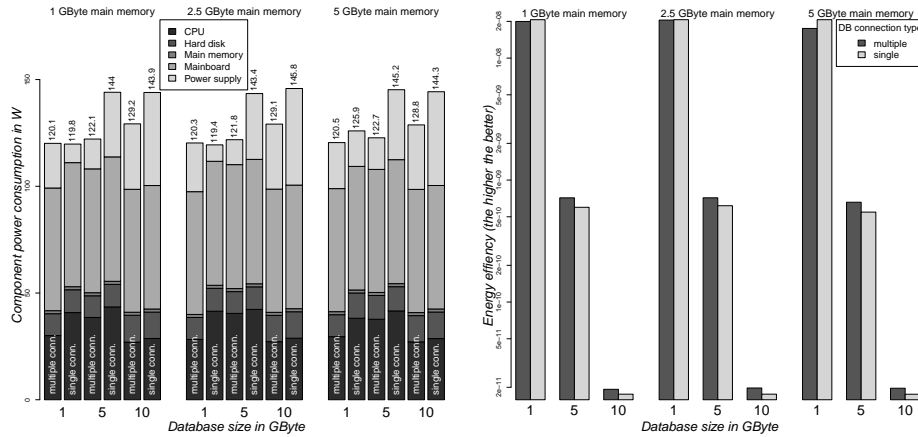 1 GByte main memory
2.5 GByte main memory
5 GByte main memory
CPU
Hard disk
Main memory
Mainboard
Power supply
Component power consumption in W
0
50
100
150
120.1
119.8
122.1
144
129.2
143.9
120.3
119.4
121.8
143.4
129.1
145.8
120.5
125.9
122.7
145.2
128.8
144.3
multiple conn.
single conn.
multiple conn.
single conn.
multiple conn.
single conn.
multiple conn.
single conn.
multiple conn.
single conn.
multiple conn.
single conn.
multiple conn.
single conn.
multiple conn.
single conn.
multiple conn.
single conn.
1
5
10
1
5
10
1
5
10
Database size in GByte
1 GByte main memory
2.5 GByte main memory
5 GByte main memory
DB connection type
multiple
single
Energy effiency (the higher the better)
2e-08
1e-08
5e-09
2e-09
1e-09
5e-10
2e-10
1e-10
5e-11
2e-11
1
5
10
1
5
10
1
5
10
Database size in GByte